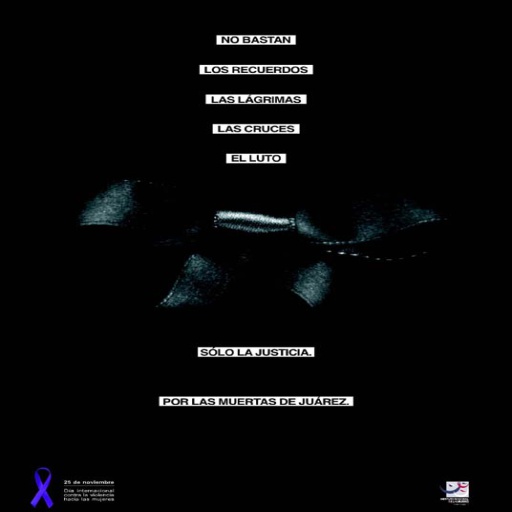 NO BASTAN
LOS RECUERDOS
LAS LÁGRIMAS
LAS CRUCES
EL LUTO
SÓLO LA JUSTICIA.
POR LAS MUERTAS DE JUÁREZ.
25 de noviembre
Día internacional
contra la violencia
hacia las mujeres